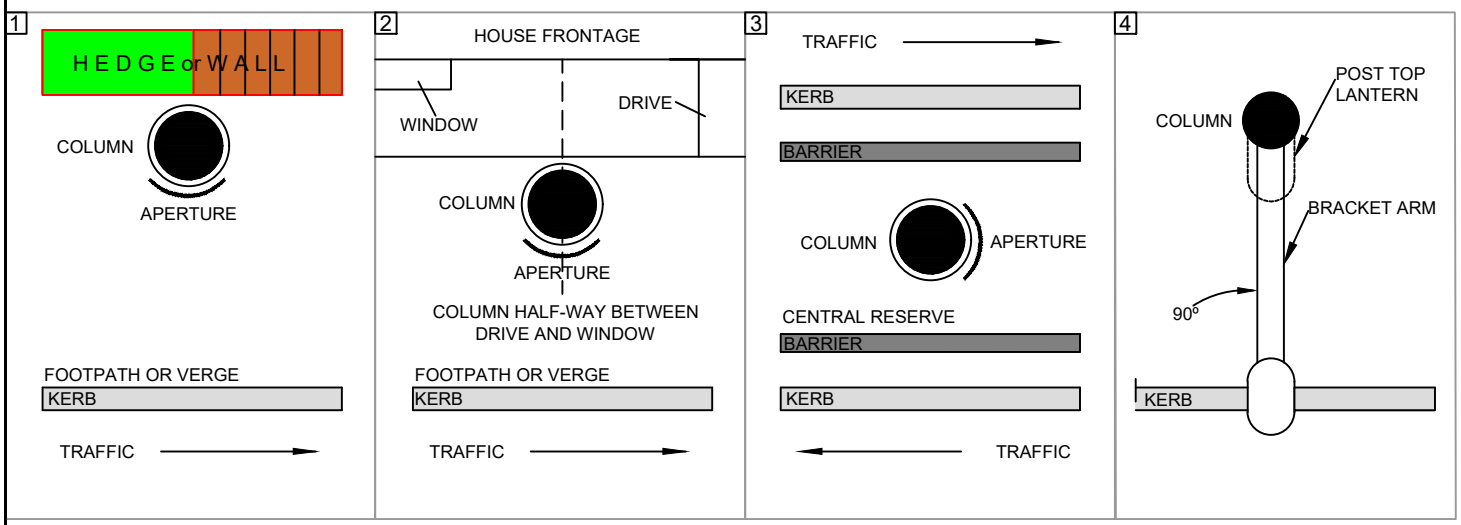 1
HEDGE or WALL
COLUMN
APERTURE
FOOTPATH OR VERGE
KERB
TRAFFIC
2
HOUSE FRONTAGE
WINDOW
DRIVE
COLUMN
APERTURE
COLUMN HALF-WAY BETWEEN
DRIVE AND WINDOW
FOOTPATH OR VERGE
KERB
TRAFFIC
3
TRAFFIC
KERB
BARRIER
COLUMN
APERTURE
CENTRAL RESERVE
BARRIER
KERB
TRAFFIC
4
POST TOP
LANTERN
COLUMN
BRACKET ARM
90º
KERB